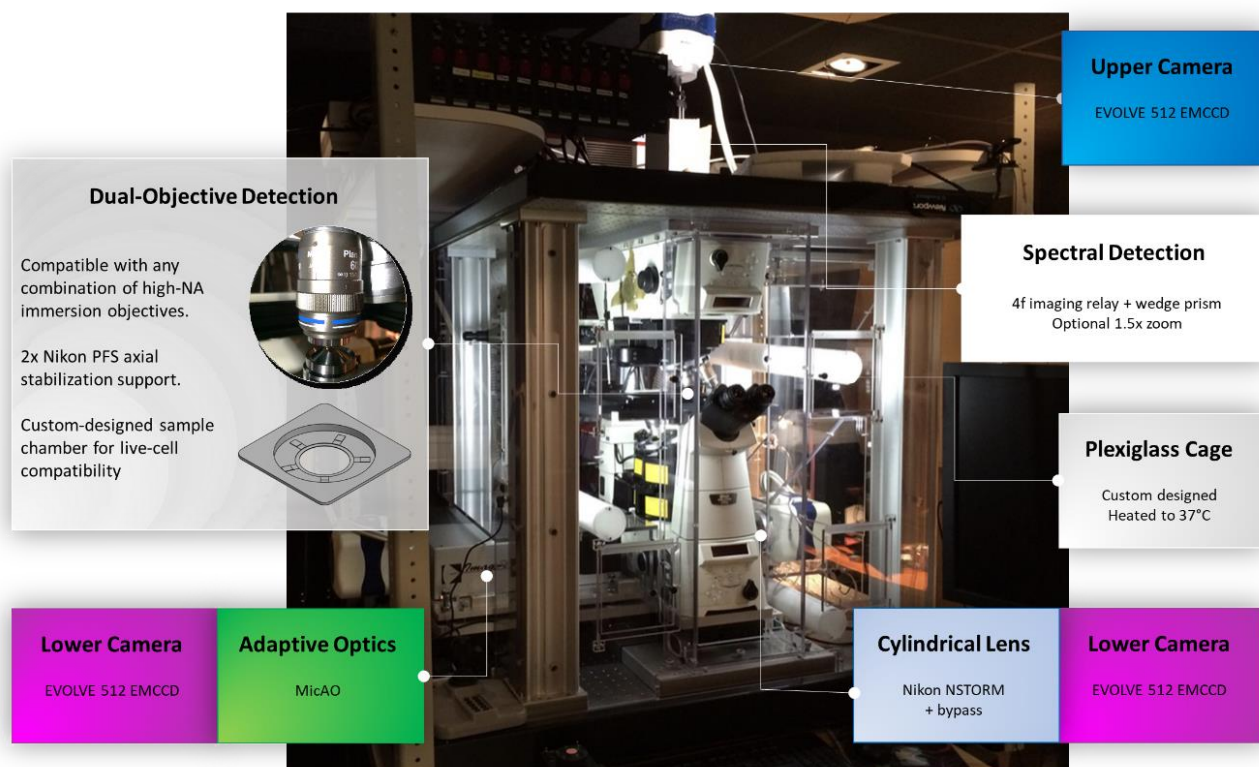 Upper Camera
EVOLVE 512 EMCCD
Dual-Objective Detection
Compatible with any
combination of high-NA
immersion objectives.
2x Nikon PFS axial
stabilization support.
Custom-designed sample
chamber for live-cell
compatibility
Newport
Spectral Detection
4f imaging relay + wedge prism
Optional 1.5x zoom
Plexiglass Cage
Custom designed
Heated to 37°C
Lower Camera
EVOLVE 512 EMCCD
Adaptive Optics
MicAO
Cylindrical Lens
Nikon NSTORM
+ bypass
Lower Camera
EVOLVE 512 EMCCD